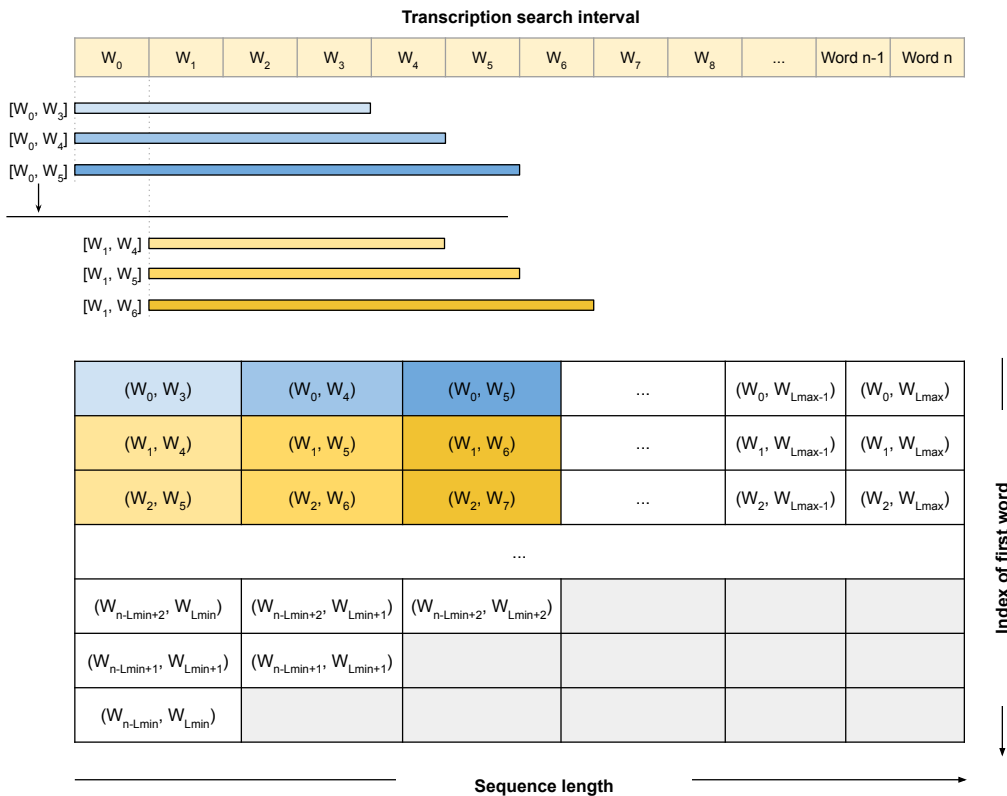 Transcription search interval
W0 W1 W2 W3 W4 W5 W6 W7 W8 ... Word n-1 Word n
[W0, W3]
[W0, W4]
[W0, W5]
[W1, W4]
[W1, W5]
[W1, W6]
(W0, W3) (W0, W4) (W0, W5) ... (W0, WLmax-1) (W0, WLmax)
(W1, W4) (W1, W5) (W1, W6) ... (W1, WLmax-1) (W1, WLmax)
(W2, W5) (W2, W6) (W2, W7) ... (W2, WLmax-1) (W2, WLmax)
...
(Wn-Lmin+2, WLmin) (Wn-Lmin+2, WLmin+1) (Wn-Lmin+2, WLmin+2)
(Wn-Lmin+1, WLmin+1) (Wn-Lmin+1, WLmin+1)
(Wn-Lmin, WLmin)
Index of first word
Sequence length